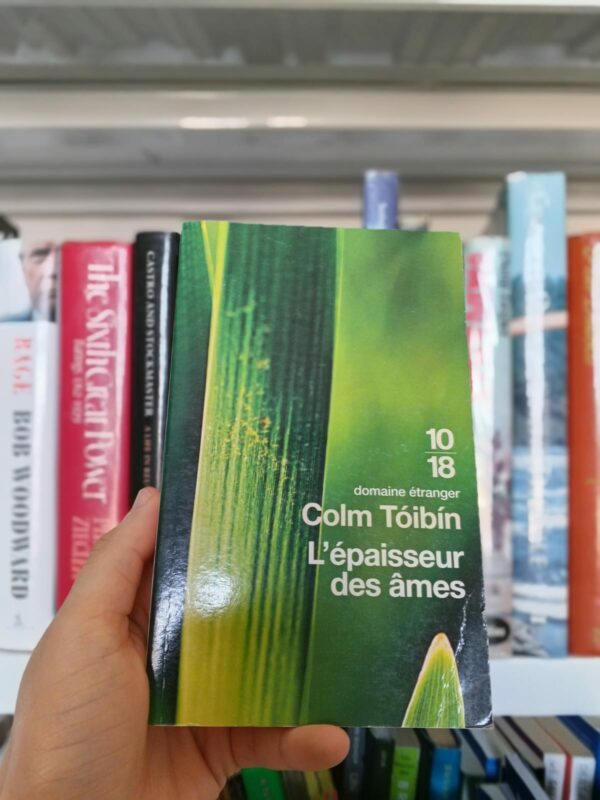 10
18
domaine étranger
Colm Tóibín
L'épaisseur
des âmes
RAGE
BOB WOODWARD
The Sixth Great Power
CASTRO AND STOCKMASTER